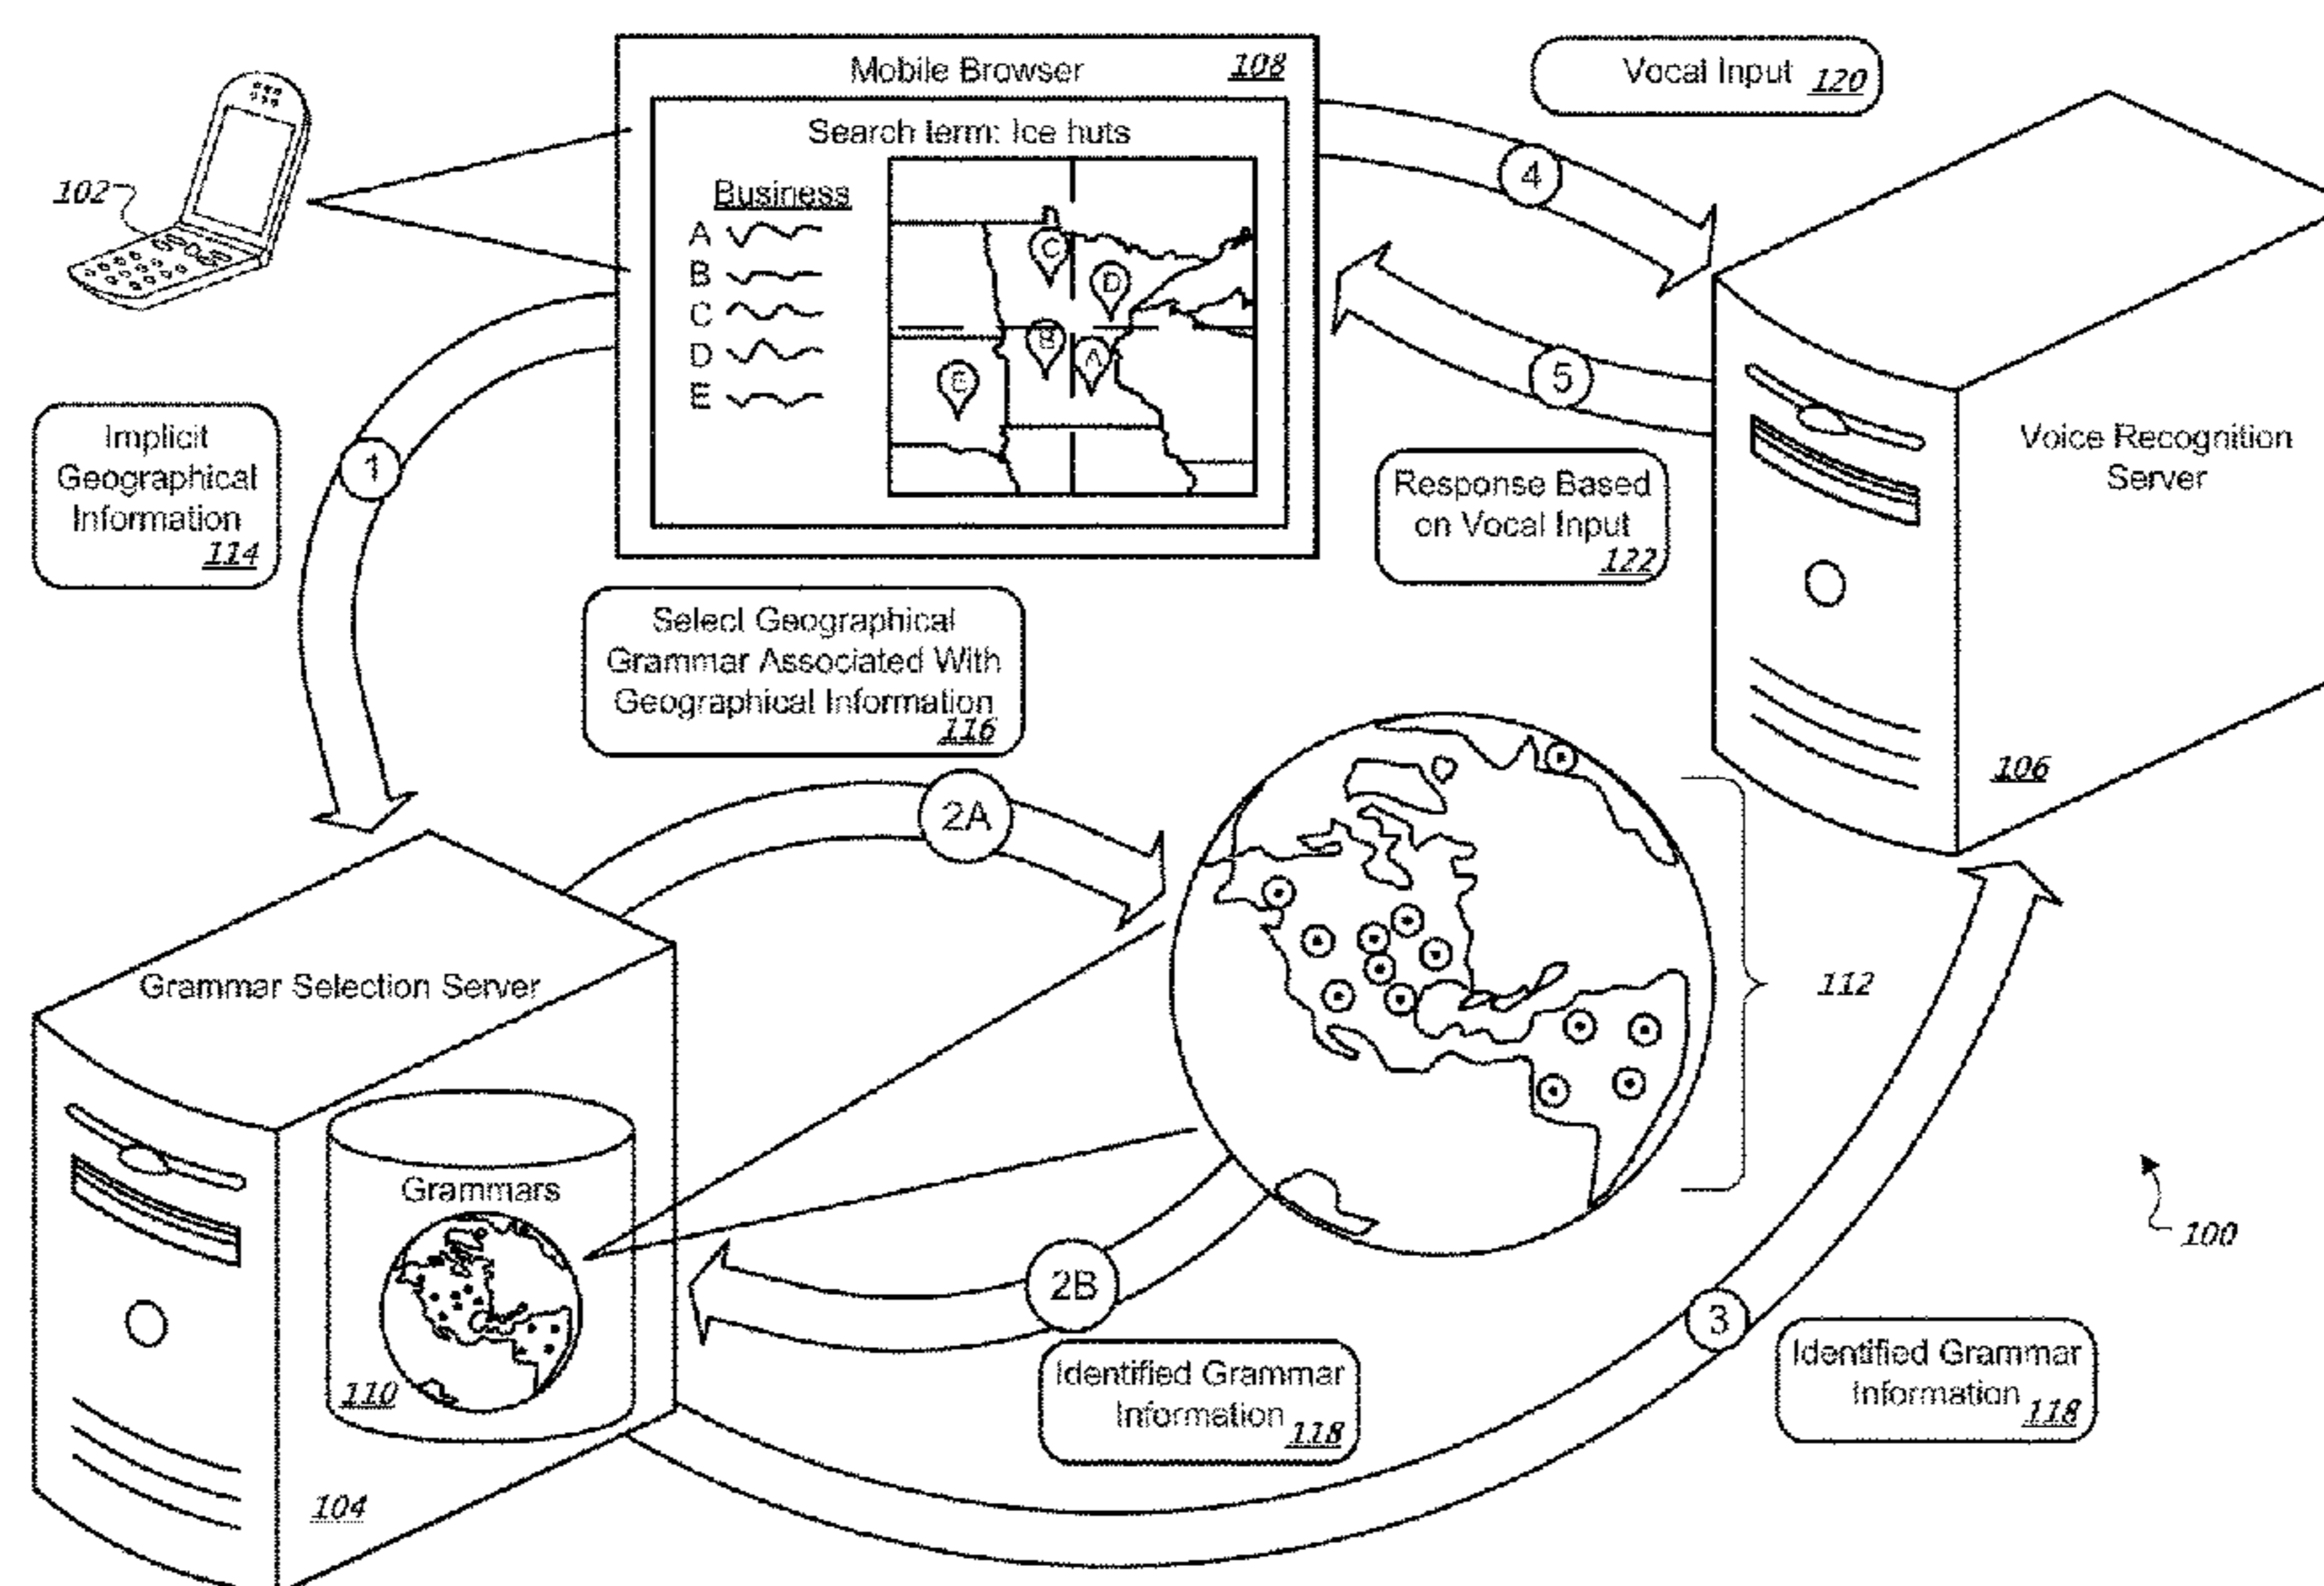 Mobile Browser 108
Search term: Ice huts
Business
A
B
C
D
E
C
D
B
A
E
102
Vocal Input 120
4
5
1
Implicit
Geographical
Information
114
Response Based
on Vocal Input
122
Voice Recognition
Server
106
Select Geographical
Grammar Associated With
Geographical Information
116
2A
112
Grammar Selection Server
Grammars
110
104
2B
Identified Grammar
Information 118
3
Identified Grammar
Information 118
100